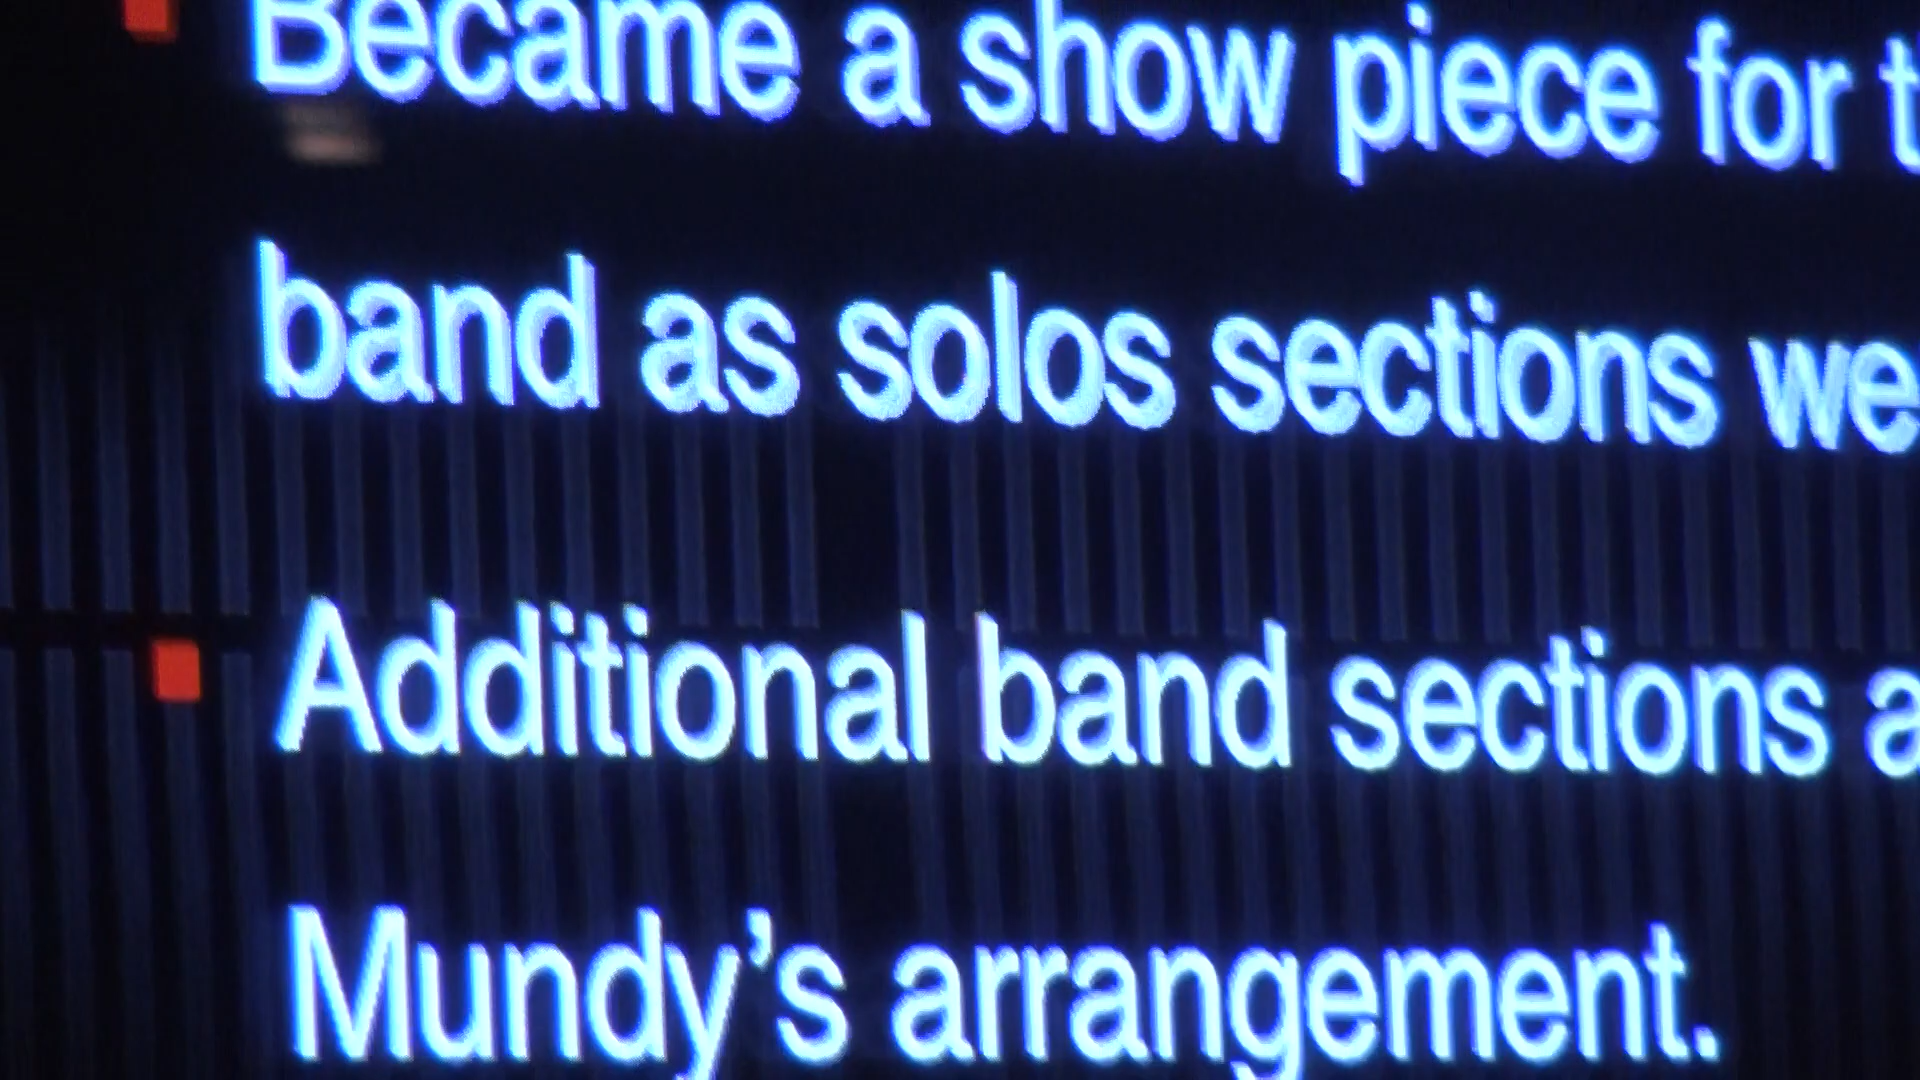 Became a show piece for
band as solos sections
Additional band sections
Mundy's arrangement.